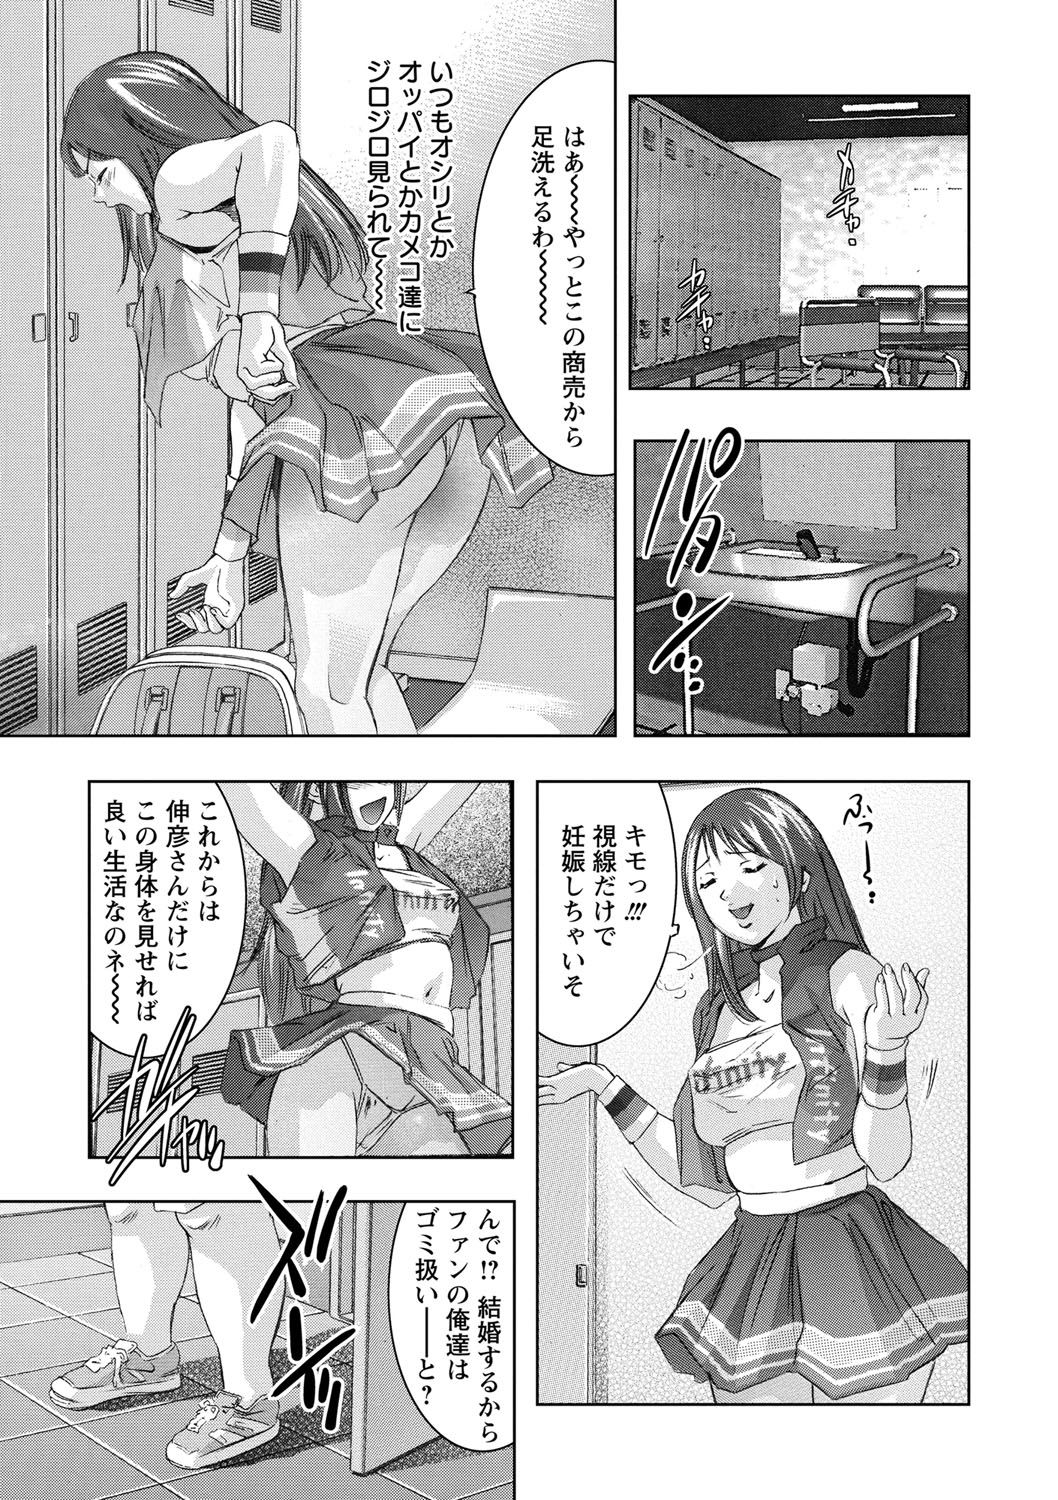 カチャ…
カチャ…
パタ
はあ～～やっとこの商売から
足洗えるわ～～～～
いつもオシリとか
オッパイとかカメコ達に
ジロジロ見られて～～～
キモっ!!!
視線だけで
妊娠しちゃいそ
ふっ…
finity
これからは
伸彦さんだけに
この身体を見せれば
良い生活なのネ～～～
ガチャッ
んで!? 結婚するから
ファンの俺達は
ゴミ扱い――と?